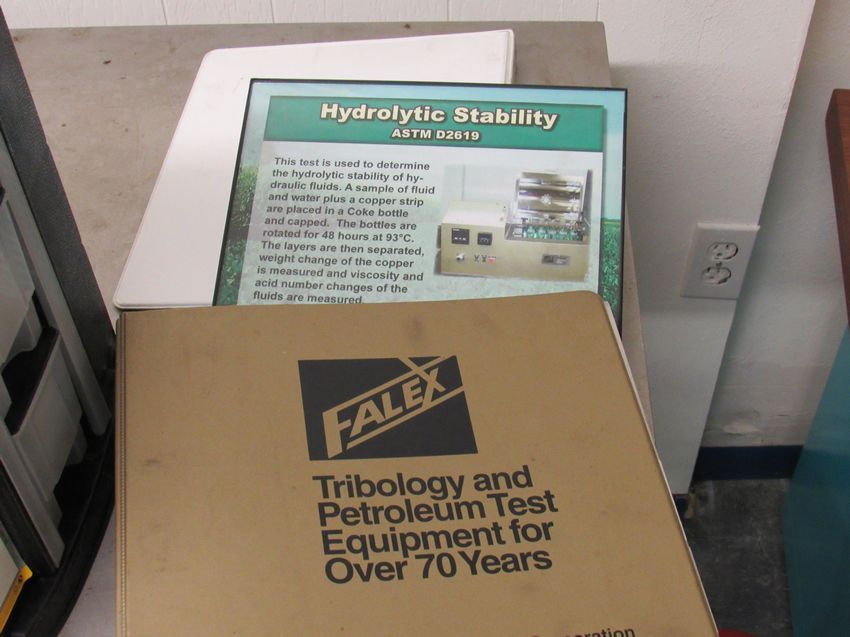 Hydrolytic Stability
ASTM D2619
This test is used to determine
the hydrolytic stability of hy-
draulic fluids. A sample of fluid
and water plus a copper strip
are placed in a Coke bottle
and capped. The bottles are
rotated for 48 hours at 93°C.
The layers are then separated,
weight change of the copper
is measured and viscosity and
acid number changes of the
fluids are measured
FALEX
Tribology and
Petroleum Test
Equipment for
Over 70 Years